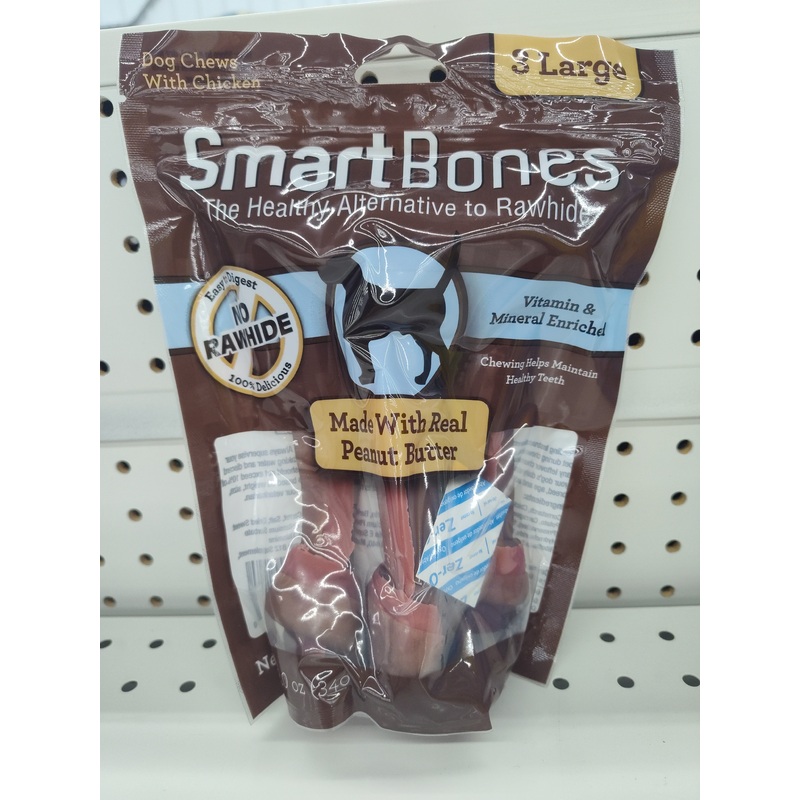 Dog Chews
With Chicken
3 Large
SmartBones
The Healthy Alternative to Rawhide
Easy to Digest
NO
RAWHIDE
100% Delicious
Vitamin &
Mineral Enriched
Chewing Helps Maintain
Healthy Teeth
Made With Real
Peanut Butter
Zer-O